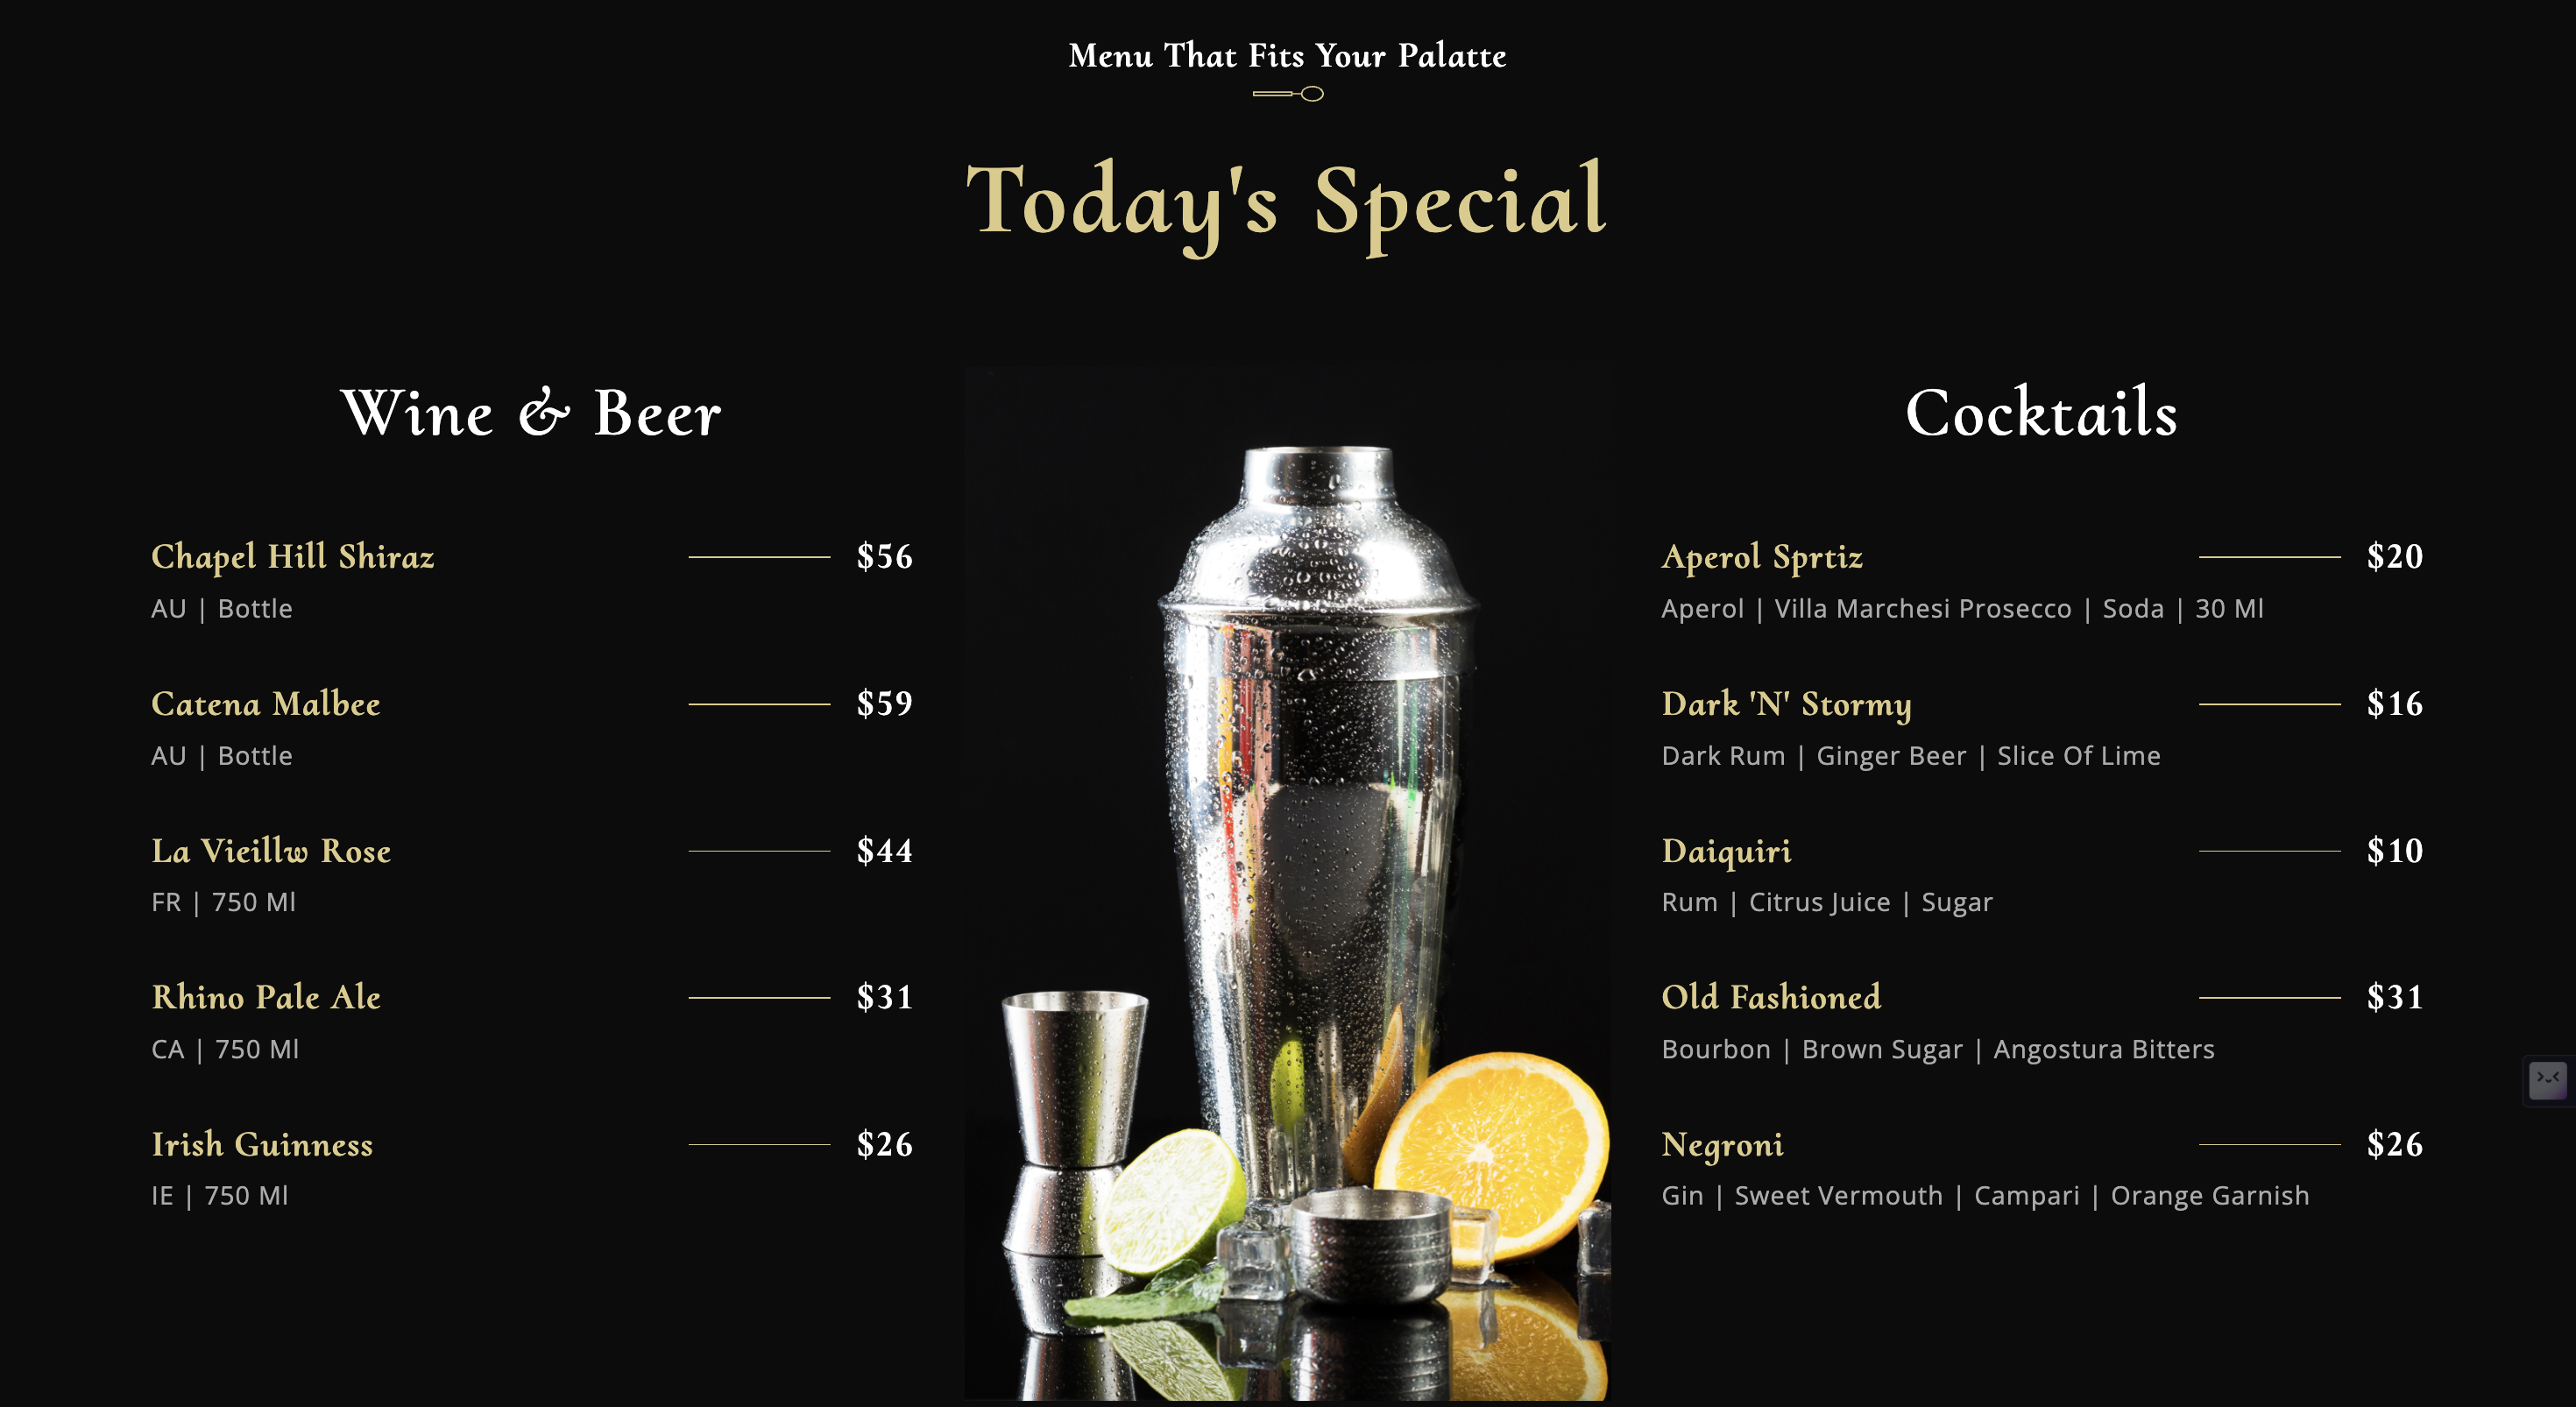 Menu That Fits Your Palatte
Today's Special
Wine & Beer
Chapel Hill Shiraz $56
AU | Bottle
Catena Malbee $59
AU | Bottle
La Vieillw Rose $44
FR | 750 Ml
Rhino Pale Ale $31
CA | 750 Ml
Irish Guinness $26
IE | 750 Ml
Cocktails
Aperol Sprtiz $20
Aperol | Villa Marchesi Prosecco | Soda | 30 Ml
Dark 'N' Stormy $16
Dark Rum | Ginger Beer | Slice Of Lime
Daiquiri $10
Rum | Citrus Juice | Sugar
Old Fashioned $31
Bourbon | Brown Sugar | Angostura Bitters
Negroni $26
Gin | Sweet Vermouth | Campari | Orange Garnish